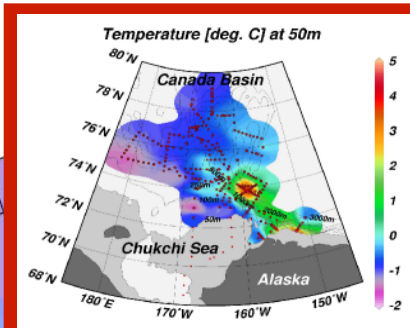 Temperature [deg. C] at 50m
80°N
Canada Basin
78°N
76°N
74°N
72°N
70°N
68°N
100m
50m
2000m
3000m
Chukchi Sea
Alaska
180°E
170°W
160°W
150°W
5
4
3
2
1
0
-1
-2